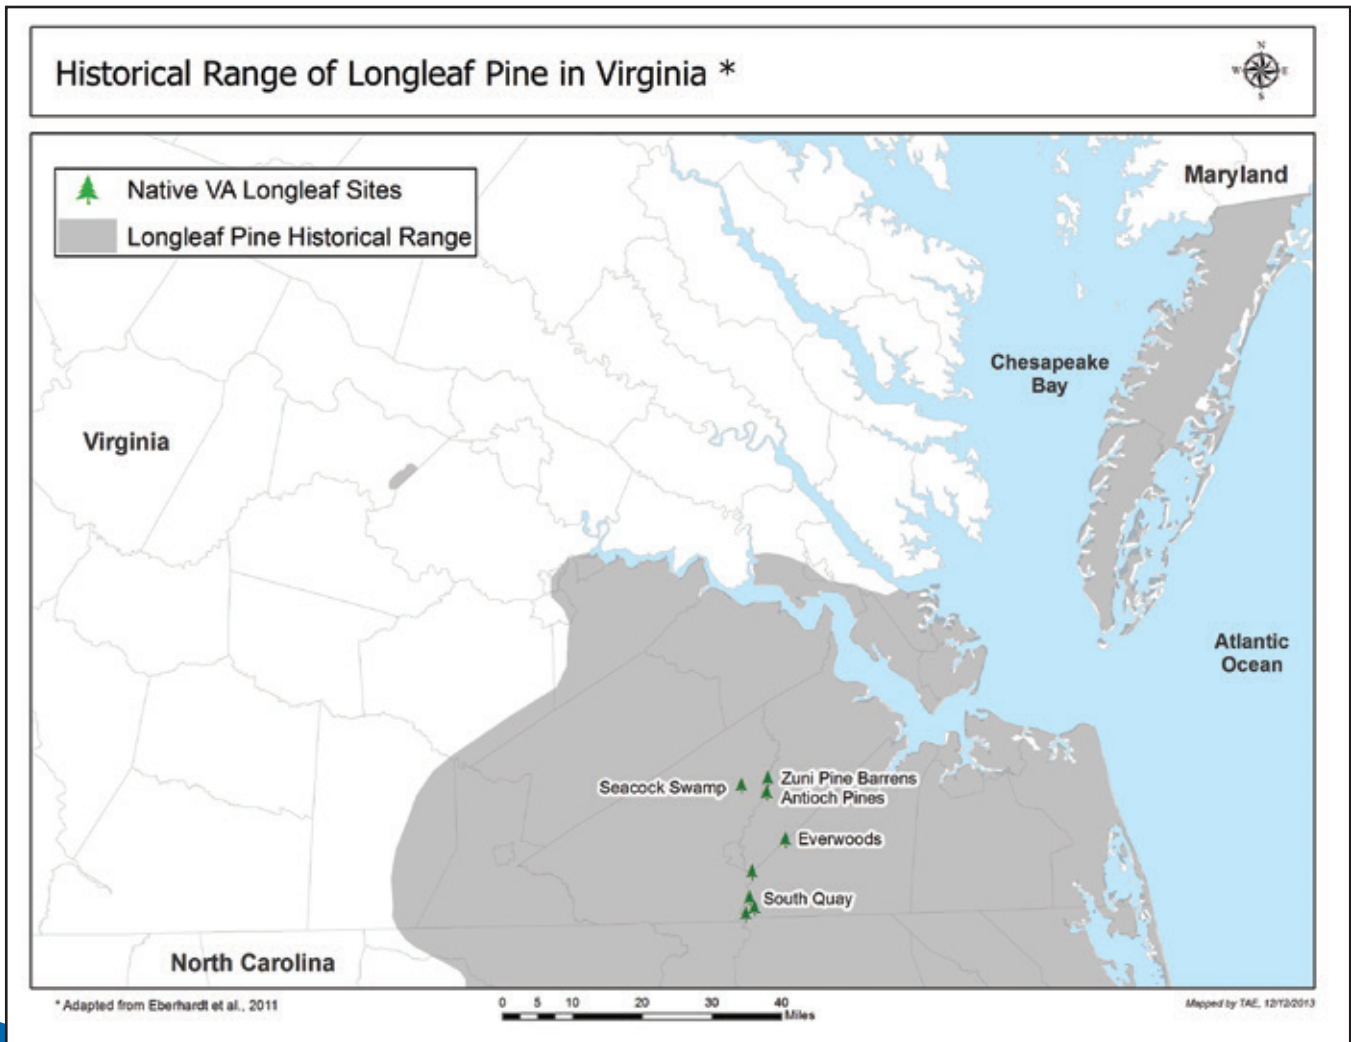 Historical Range of Longleaf Pine in Virginia *
N
W
E
S
Native VA Longleaf Sites
Longleaf Pine Historical Range
Maryland
Chesapeake
Bay
Virginia
Atlantic
Ocean
Seacock Swamp
Zuni Pine Barrens
Antioch Pines
Everwoods
South Quay
North Carolina
* Adapted from Eberhardt et al., 2011
0 5 10 20 30 40
Miles
Mapped by TAE, 12/12/2013